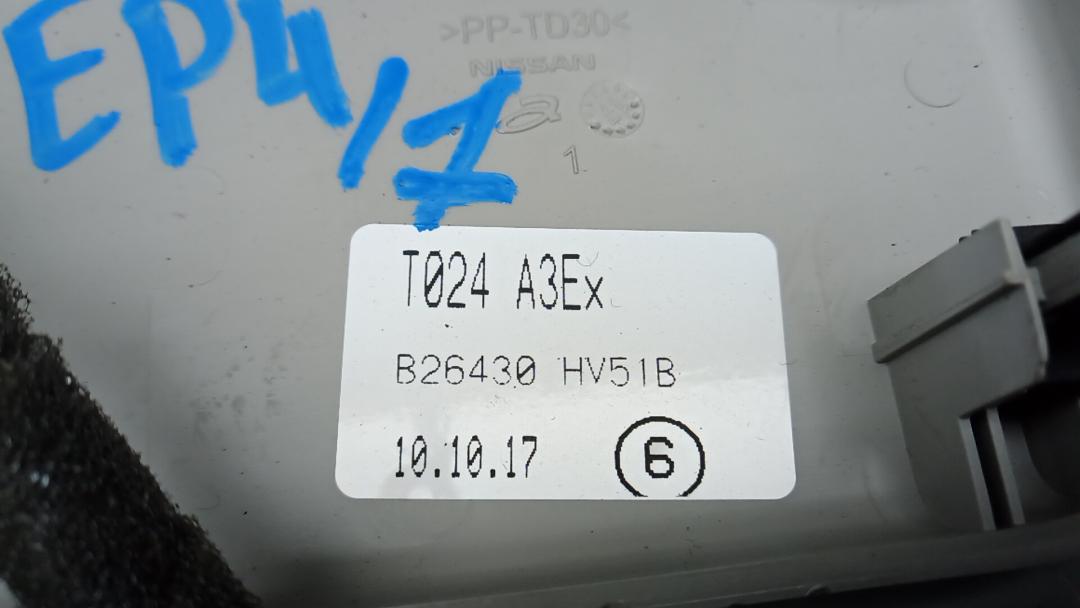 >PP-TD30<
NISSAN
EP4/1
1
T024 A3Ex
B26430 HV51B
10.10.17 6